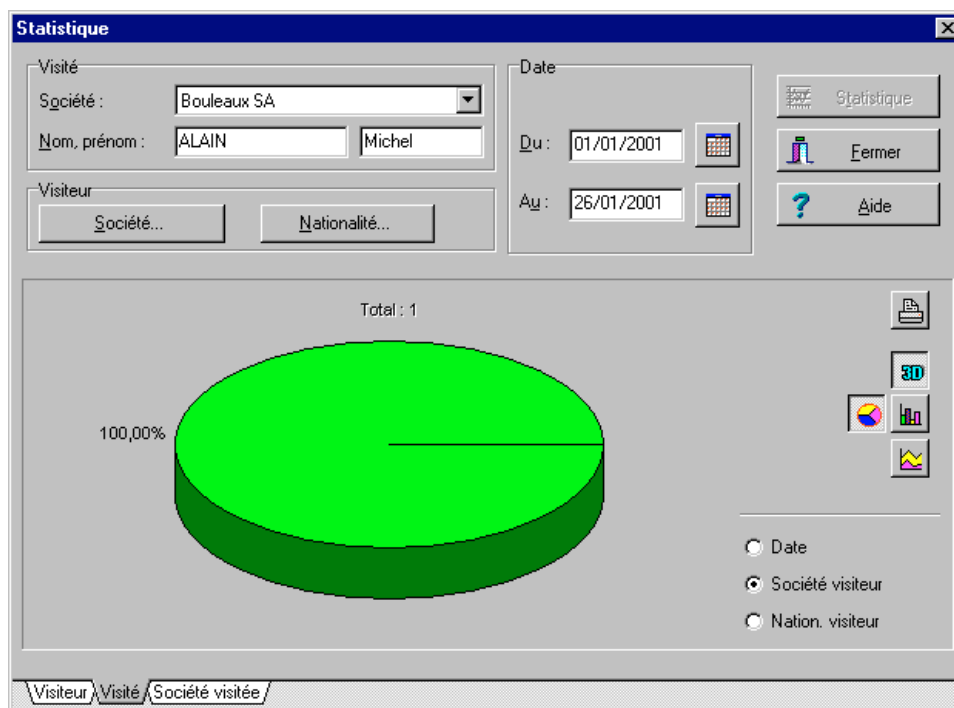 Statistique
Visité
Société :
Bouleaux SA
Nom, prénom :
ALAIN
Michel
Visiteur
Société...
Nationalité...
Date
Du :
01/01/2001
Au :
26/01/2001
Statistique
Fermer
Aide
Total : 1
100,00%
3D
Date
Société visiteur
Nation. visiteur
Visiteur
Visité
Société visitée